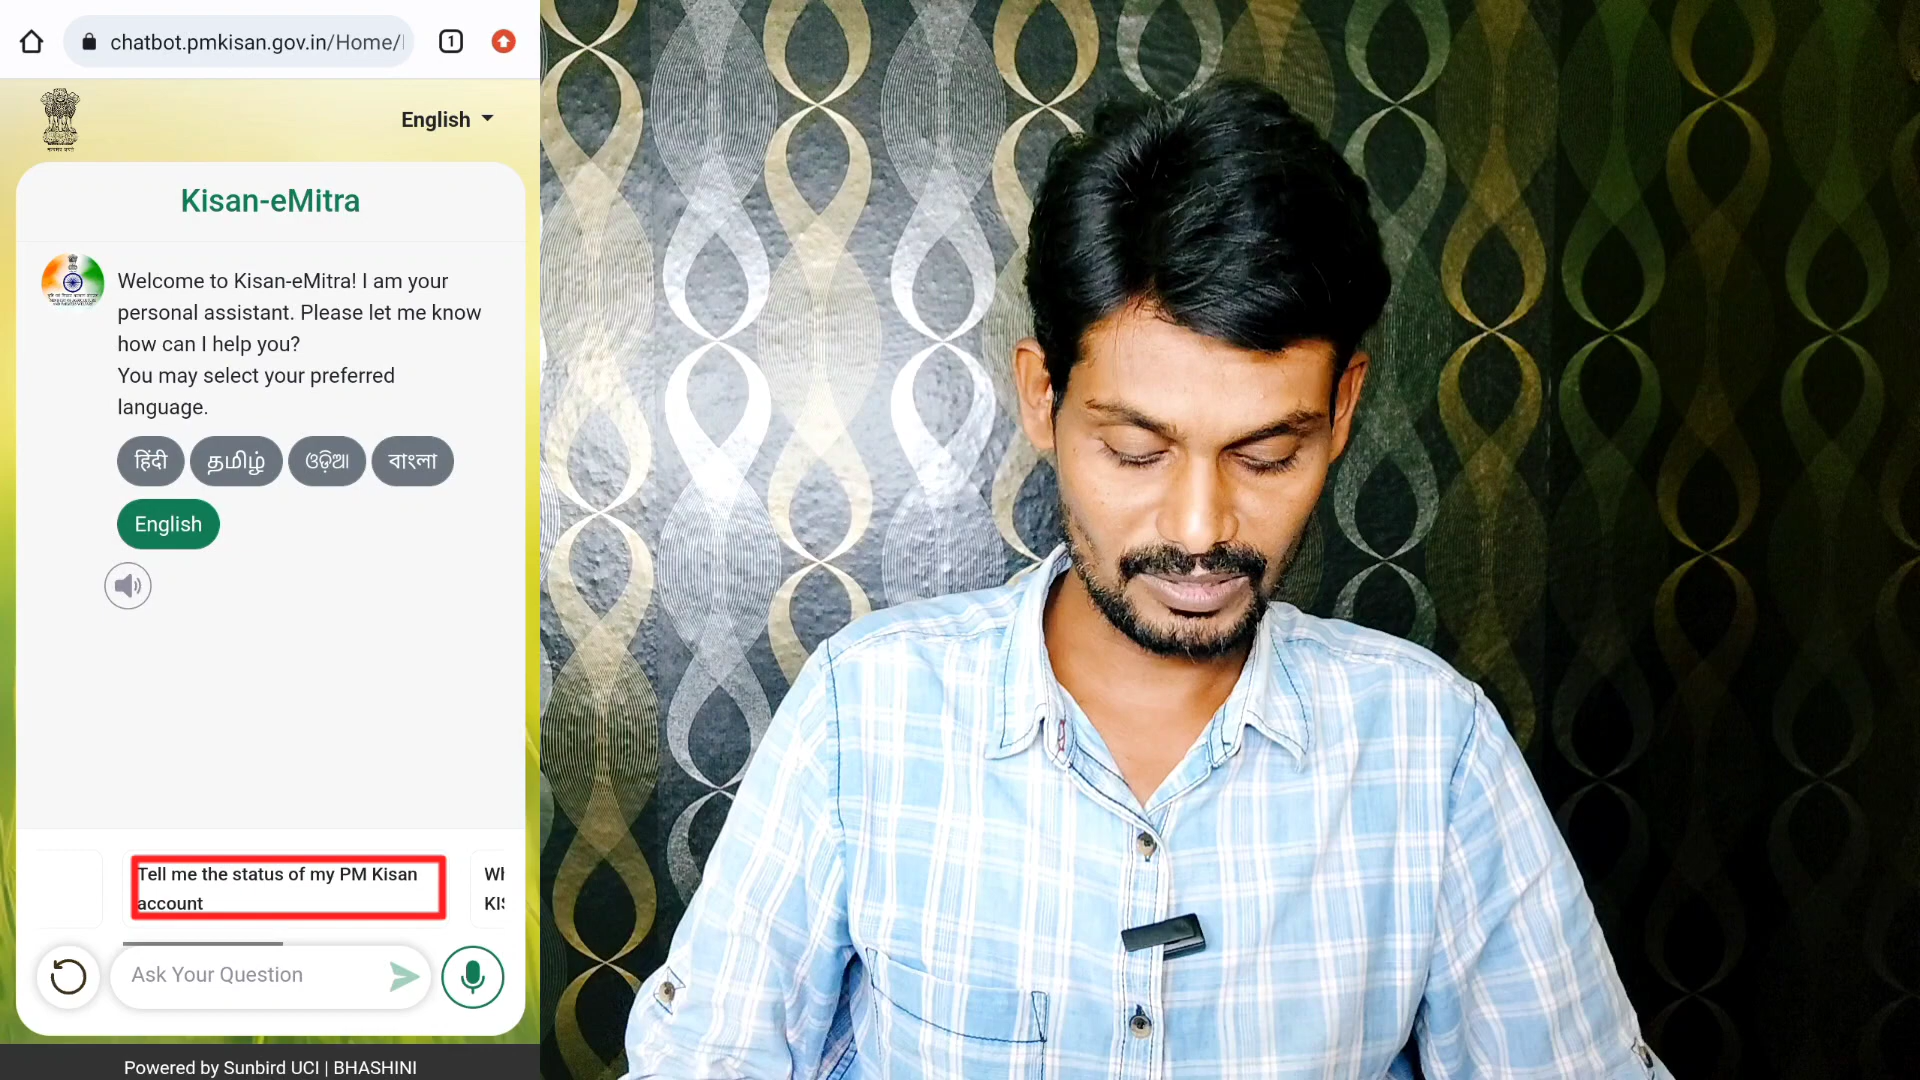 chatbot.pmkisan.gov.in/Home/
1
English
Kisan-eMitra
Welcome to Kisan-eMitra! I am your
personal assistant. Please let me know
how can I help you?
You may select your preferred
language.
हिंदी தமிழ் ଓଡ଼ିଆ বাংলা
English
Tell me the status of my PM Kisan
account
Ask Your Question
Powered by Sunbird UCI | BHASHINI